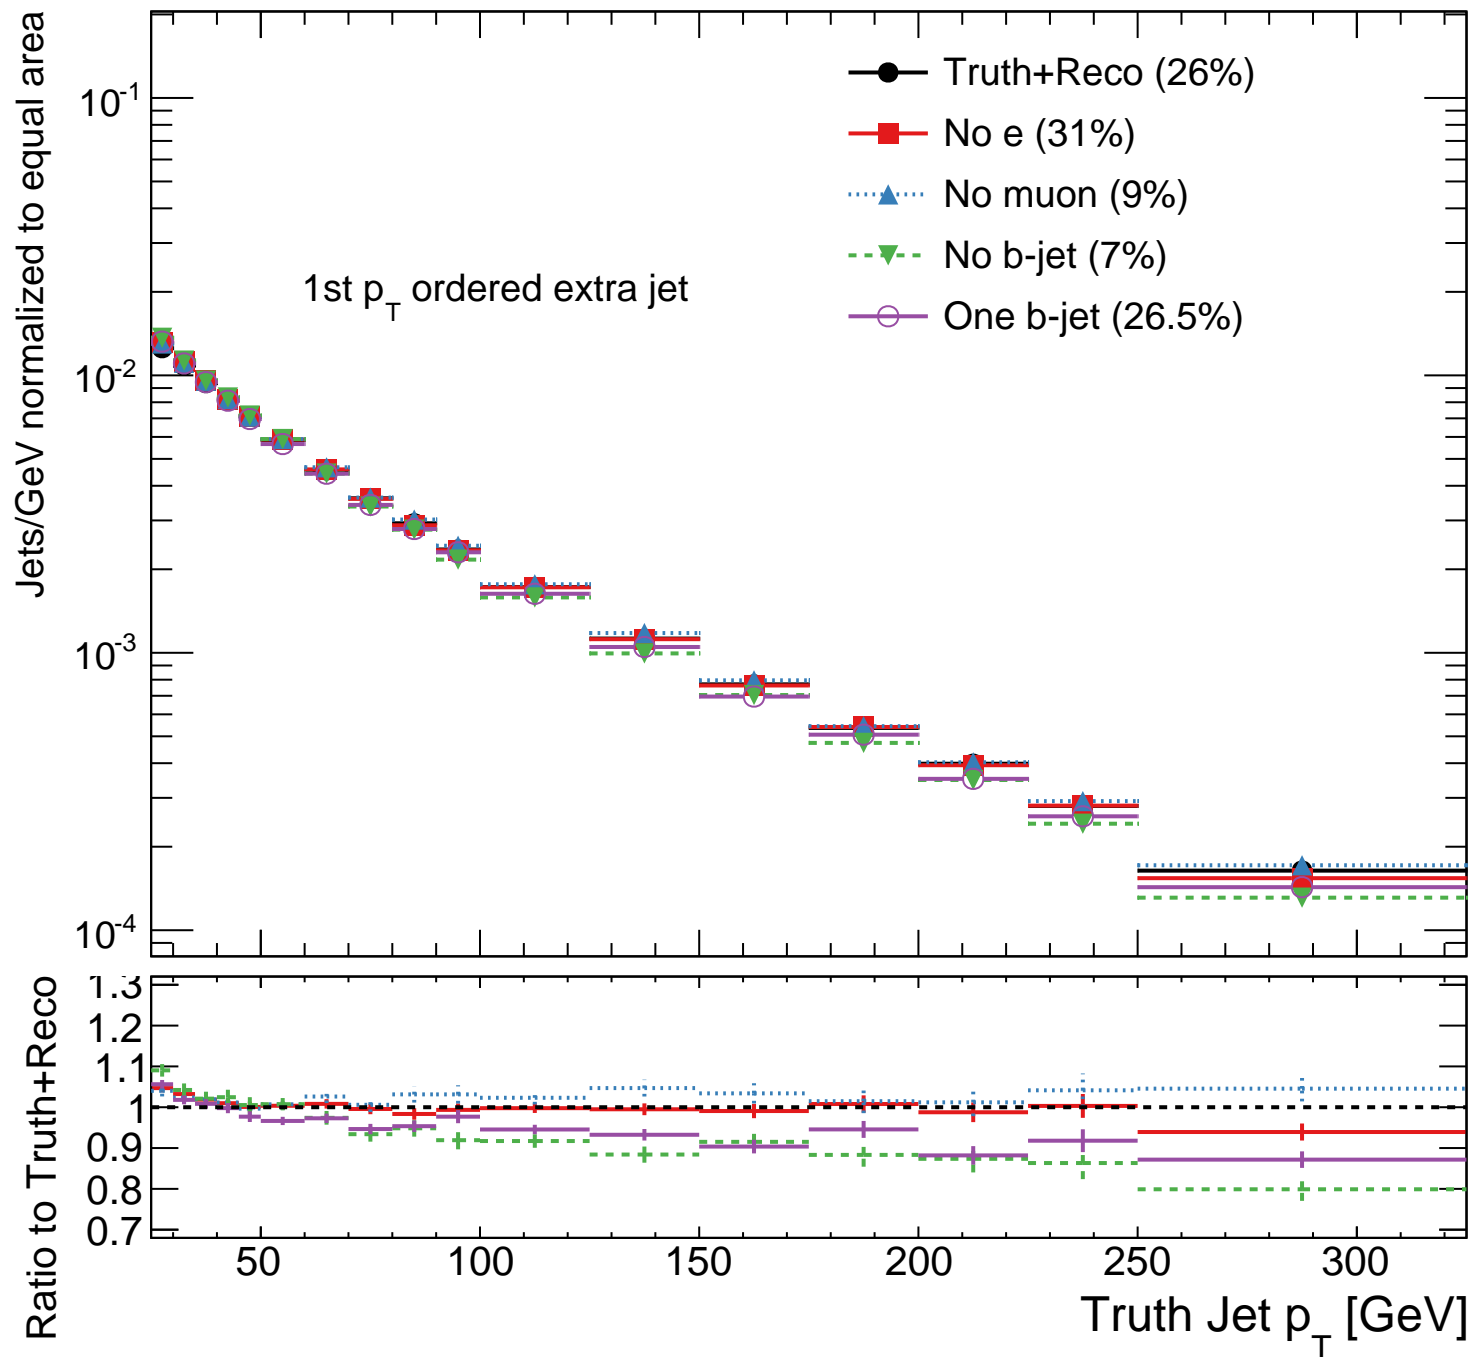 Jets/GeV normalized to equal area
10-1
10-2
10-3
10-4
Truth+Reco (26%)
No e (31%)
No muon (9%)
No b-jet (7%)
One b-jet (26.5%)
1st pT ordered extra jet
Ratio to Truth+Reco
1.3
1.2
1.1
1
0.9
0.8
0.7
50 100 150 200 250 300
Truth Jet pT [GeV]